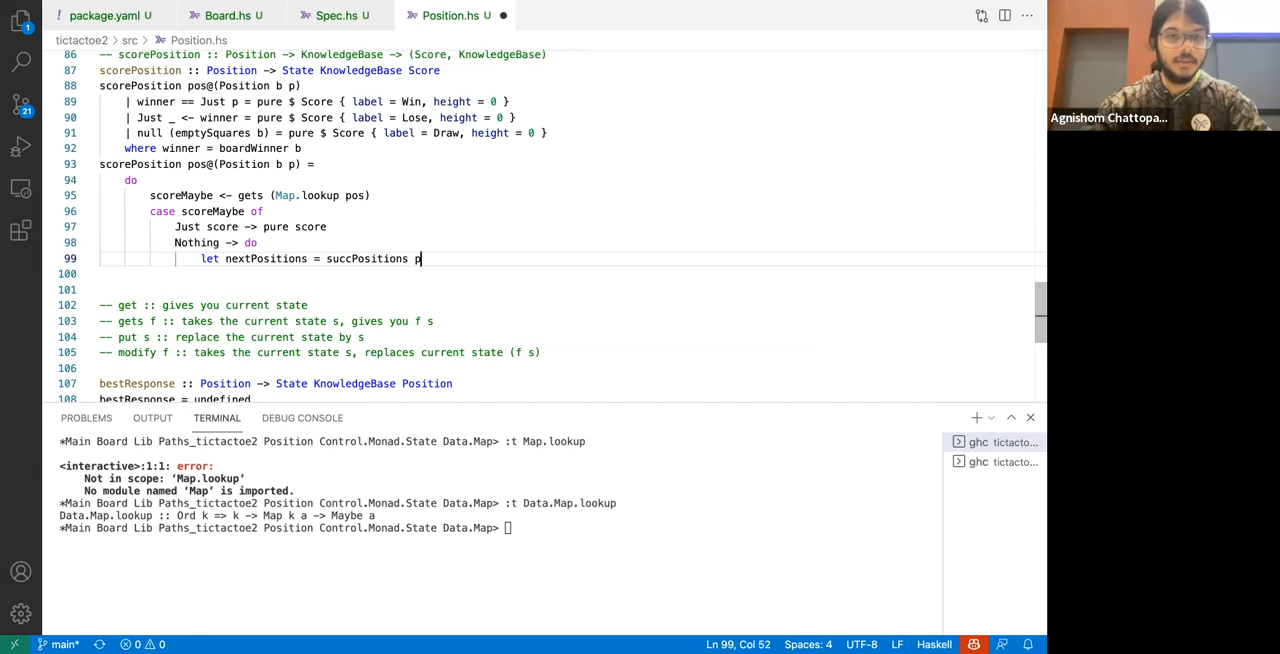 ! package.yaml U Board.hs U Spec.hs U Position.hs U
tictactoe2 > src > Position.hs
86 -- scorePosition :: Position -> KnowledgeBase -> (Score, KnowledgeBase)
87 scorePosition :: Position -> State KnowledgeBase Score
88 scorePosition pos@(Position b p)
89 | winner == Just p = pure $ Score { label = Win, height = 0 }
90 | Just _ <- winner = pure $ Score { label = Lose, height = 0 }
91 | null (emptySquares b) = pure $ Score { label = Draw, height = 0 }
92 where winner = boardWinner b
93 scorePosition pos@(Position b p) =
94 do
95 scoreMaybe <- gets (Map.lookup pos)
96 case scoreMaybe of
97 Just score -> pure score
98 Nothing -> do
99 let nextPositions = succPositions p
100
101
102 -- get :: gives you current state
103 -- gets f :: takes the current state s, gives you f s
104 -- put s :: replace the current state by s
105 -- modify f :: takes the current state s, replaces current state (f s)
106
107 bestResponse :: Position -> State KnowledgeBase Position
108 bestResponse = undefined
PROBLEMS OUTPUT TERMINAL DEBUG CONSOLE
*Main Board Lib Paths_tictactoe2 Position Control.Monad.State Data.Map> :t Map.lookup
<interactive>:1:1: error:
Not in scope: ‘Map.lookup’
No module named ‘Map’ is imported.
*Main Board Lib Paths_tictactoe2 Position Control.Monad.State Data.Map> :t Data.Map.lookup
Data.Map.lookup :: Ord k => k -> Map k a -> Maybe a
*Main Board Lib Paths_tictactoe2 Position Control.Monad.State Data.Map>
ghc tictacto...
ghc tictacto...
1
21
main* 0 0 Ln 99, Col 52 Spaces: 4 UTF-8 LF Haskell
Agnishom Chattopa...